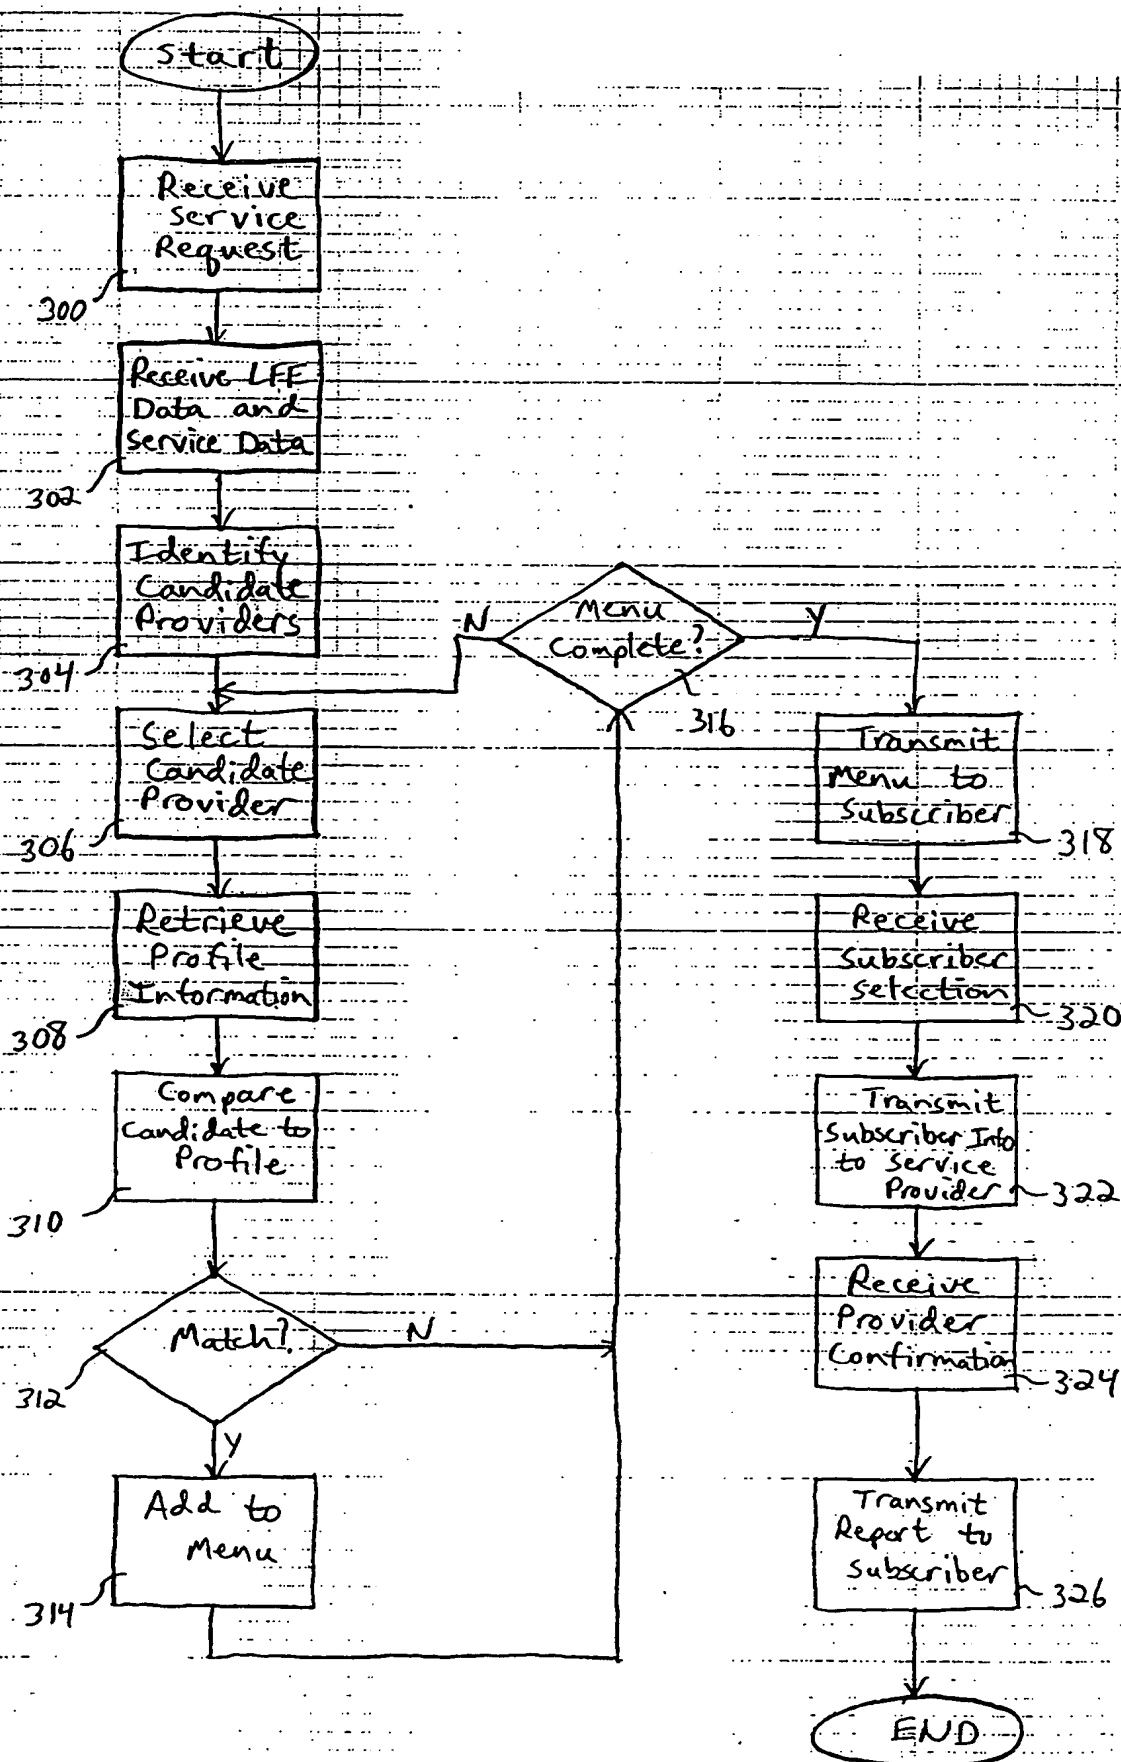 Start
Receive
Service
Request
300
Receive LFE
Data and
Service Data
302
Identify
Candidate
Providers
304
Select
Candidate
Provider
306
Retrieve
Profile
Information
308
Compare
Candidate to
Profile
310
Match?
N
312
Y
Add to
Menu
314
Menu
Complete?
N
Y
316
Transmit
Menu to
Subscriber
318
Receive
Subscriber
Selection
320
Transmit
Subscriber Info
to Service
Provider
322
Receive
Provider
Confirmation
324
Transmit
Report to
Subscriber
326
END